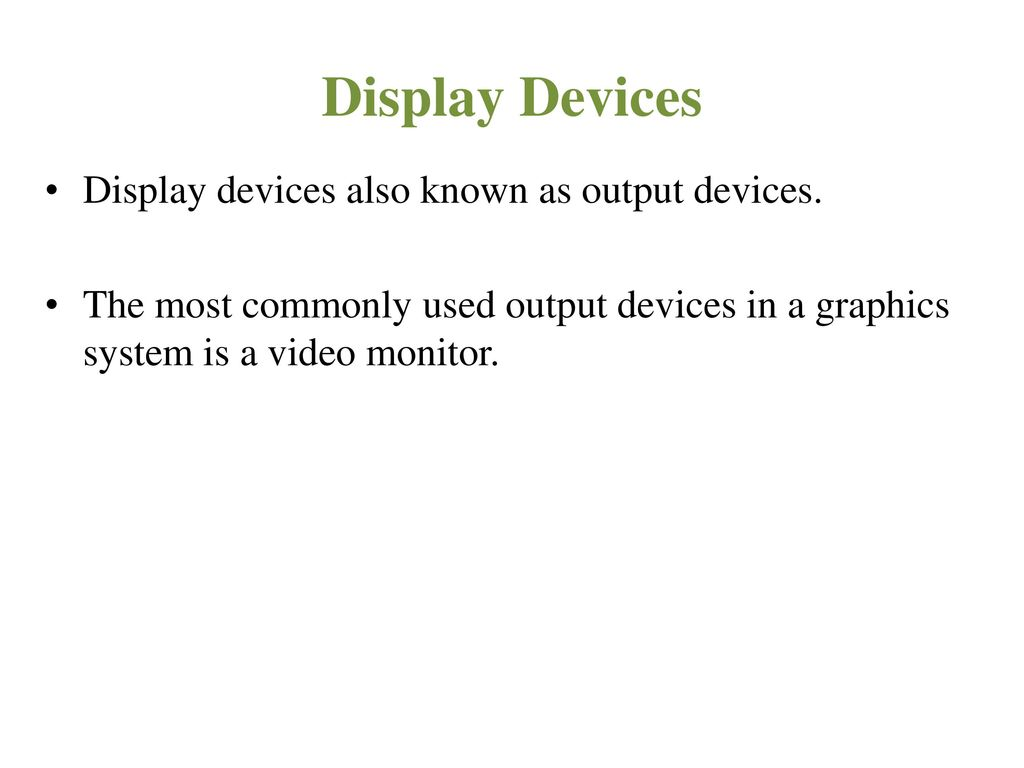 Display Devices
• Display devices also known as output devices.
• The most commonly used output devices in a graphics
system is a video monitor.